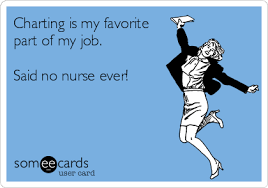 Charting is my favorite
part of my job.
Said no nurse ever!
someecards
user card